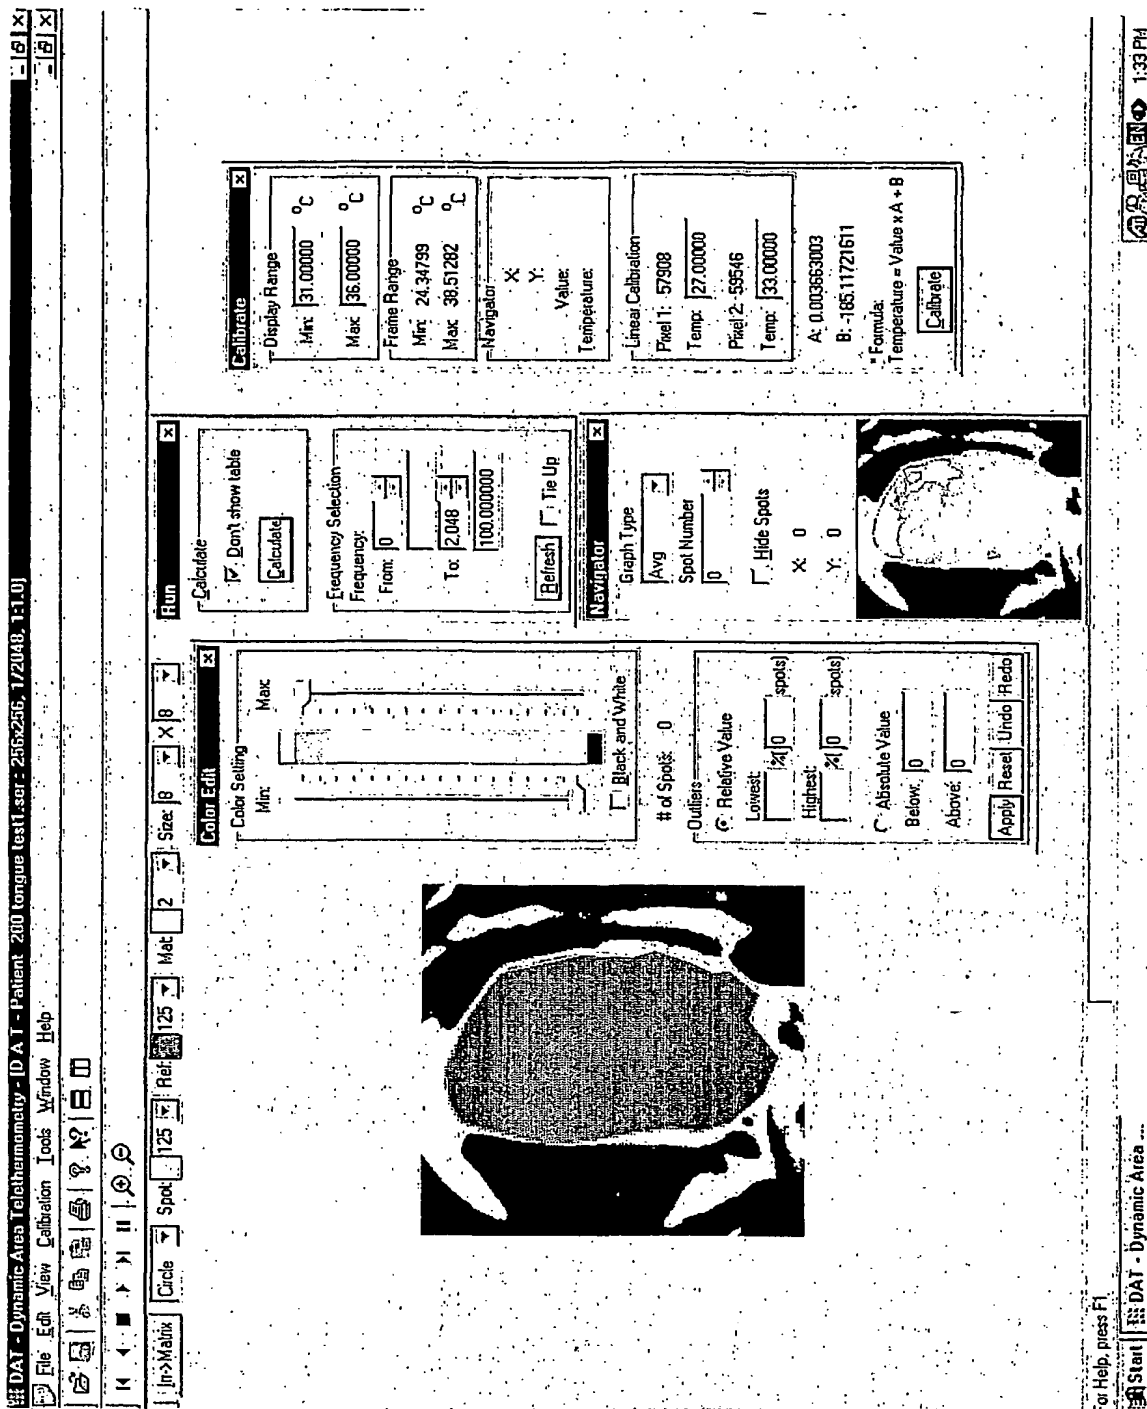 DAT - Dynamic Area Telethermometry - [D A T - Patient 200 tongue test1.scr : 256x256, 1/2048, 1:1.0]
File Edit View Calibration Tools Window Help
In->Matrix Circle Spot: 125 Ref: 125 Mat: 2 Size: 8 X 8
Color Edit
Color Setting
Min: Max:
Black and White
# of Spots: 0
Outliers
Relative Value
Lowest: %( 0 spots)
Highest: %( 0 spots)
Absolute Value
Below: 0
Above: 0
Apply Reset Undo Redo
Run
Calculate
Don't show table
Calculate
Frequency Selection
Frequency:
From: 0
To: 2,048
100.000000
Refresh Tie Up
Navigator
Graph Type
Avg
Spot Number
0
Hide Spots
X: 0
Y: 0
Calibrate
Display Range
Min: 31.00000 °C
Max: 36.00000 °C
Frame Range
Min: 24.34799 °C
Max: 38.51282 °C
Navigator
X:
Y:
Value:
Temperature:
Linear Calibration
Pixel 1: 57908
Temp: 27.00000
Pixel 2: 59546
Temp: 33.00000
A: 0.003663003
B: -185.11721611
* Formula:
Temperature = Value x A + B
Calibrate
For Help, press F1
Start DAT - Dynamic Area ... EN 1:33 PM